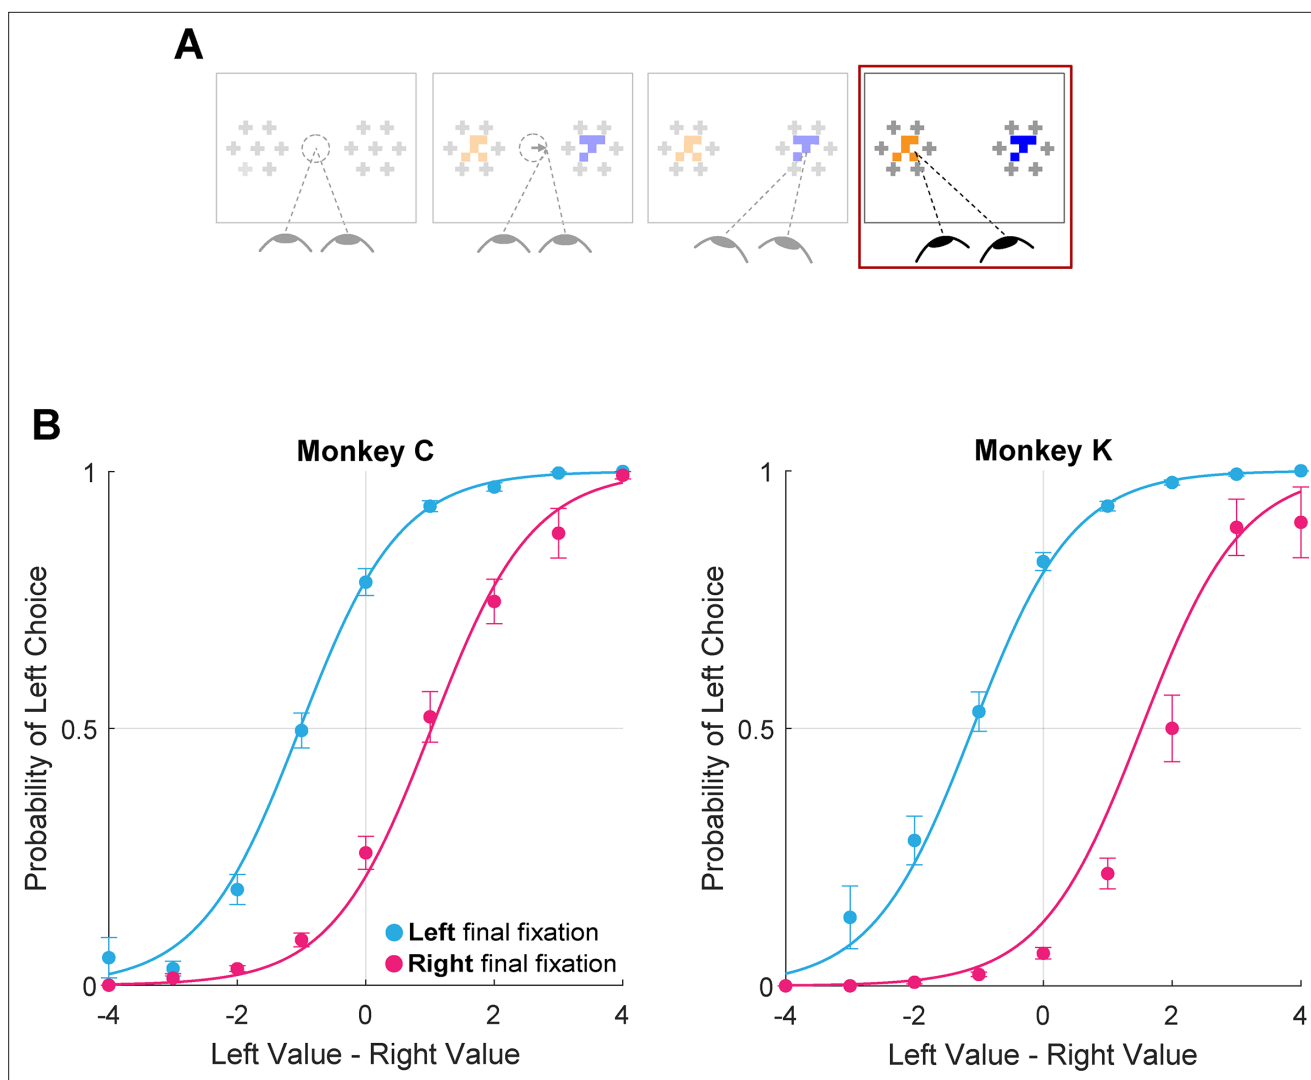 A
B
Monkey C
1
0.5
0
-4 -2 0 2 4
Probability of Left Choice
Left Value - Right Value
Left final fixation
Right final fixation
Monkey K
1
0.5
0
-4 -2 0 2 4
Probability of Left Choice
Left Value - Right Value